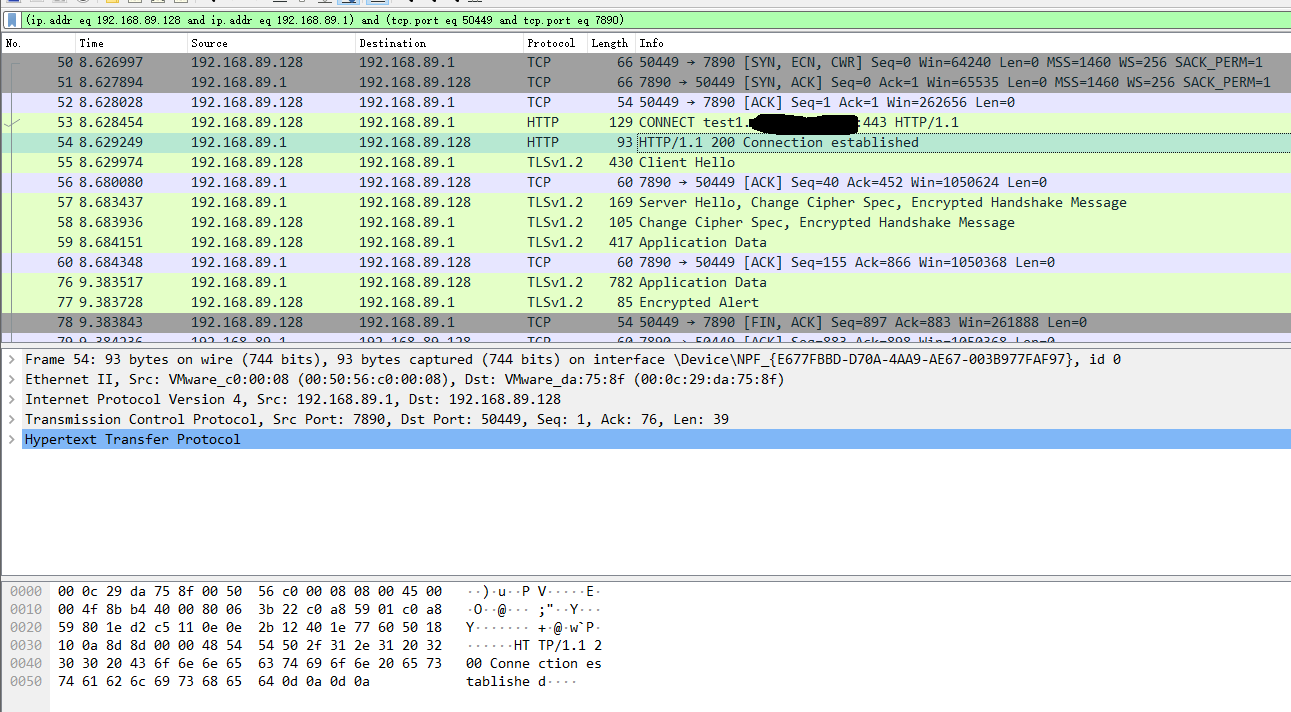 (ip.addr eq 192.168.89.128 and ip.addr eq 192.168.89.1) and (tcp.port eq 50449 and tcp.port eq 7890)
No. Time Source Destination Protocol Length Info
50 8.626997 192.168.89.128 192.168.89.1 TCP 66 50449 → 7890 [SYN, ECN, CWR] Seq=0 Win=64240 Len=0 MSS=1460 WS=256 SACK_PERM=1
51 8.627894 192.168.89.1 192.168.89.128 TCP 66 7890 → 50449 [SYN, ACK] Seq=0 Ack=1 Win=65535 Len=0 MSS=1460 WS=256 SACK_PERM=1
52 8.628028 192.168.89.128 192.168.89.1 TCP 54 50449 → 7890 [ACK] Seq=1 Ack=1 Win=262656 Len=0
53 8.628454 192.168.89.128 192.168.89.1 HTTP 129 CONNECT test1. :443 HTTP/1.1
54 8.629249 192.168.89.1 192.168.89.128 HTTP 93 HTTP/1.1 200 Connection established
55 8.629974 192.168.89.128 192.168.89.1 TLSv1.2 430 Client Hello
56 8.680080 192.168.89.1 192.168.89.128 TCP 60 7890 → 50449 [ACK] Seq=40 Ack=452 Win=1050624 Len=0
57 8.683437 192.168.89.1 192.168.89.128 TLSv1.2 169 Server Hello, Change Cipher Spec, Encrypted Handshake Message
58 8.683936 192.168.89.128 192.168.89.1 TLSv1.2 105 Change Cipher Spec, Encrypted Handshake Message
59 8.684151 192.168.89.128 192.168.89.1 TLSv1.2 417 Application Data
60 8.684348 192.168.89.1 192.168.89.128 TCP 60 7890 → 50449 [ACK] Seq=155 Ack=866 Win=1050368 Len=0
76 9.383517 192.168.89.1 192.168.89.128 TLSv1.2 782 Application Data
77 9.383728 192.168.89.128 192.168.89.1 TLSv1.2 85 Encrypted Alert
78 9.383843 192.168.89.128 192.168.89.1 TCP 54 50449 → 7890 [FIN, ACK] Seq=897 Ack=883 Win=261888 Len=0
79 9.384236 192.168.89.1 192.168.89.128 TCP 60 7890 → 50449 [ACK] Seq=883 Ack=898 Win=1050368 Len=0
Frame 54: 93 bytes on wire (744 bits), 93 bytes captured (744 bits) on interface \Device\NPF_{E677FBBD-D70A-4AA9-AE67-003B977FAF97}, id 0
Ethernet II, Src: VMware_c0:00:08 (00:50:56:c0:00:08), Dst: VMware_da:75:8f (00:0c:29:da:75:8f)
Internet Protocol Version 4, Src: 192.168.89.1, Dst: 192.168.89.128
Transmission Control Protocol, Src Port: 7890, Dst Port: 50449, Seq: 1, Ack: 76, Len: 39
Hypertext Transfer Protocol
0000 00 0c 29 da 75 8f 00 50 56 c0 00 08 08 00 45 00 ··)·u··P V·····E·
0010 00 4f 8b b4 40 00 80 06 3b 22 c0 a8 59 01 c0 a8 ·O··@··· ;"··Y···
0020 59 80 1e d2 c5 11 0e 0e 2b 12 40 1e 77 60 50 18 Y······· +·@·w`P·
0030 10 0a 8d 8d 00 00 48 54 54 50 2f 31 2e 31 20 32 ······HT TP/1.1 2
0040 30 30 20 43 6f 6e 6e 65 63 74 69 6f 6e 20 65 73 00 Conne ction es
0050 74 61 62 6c 69 73 68 65 64 0d 0a 0d 0a tablishe d····